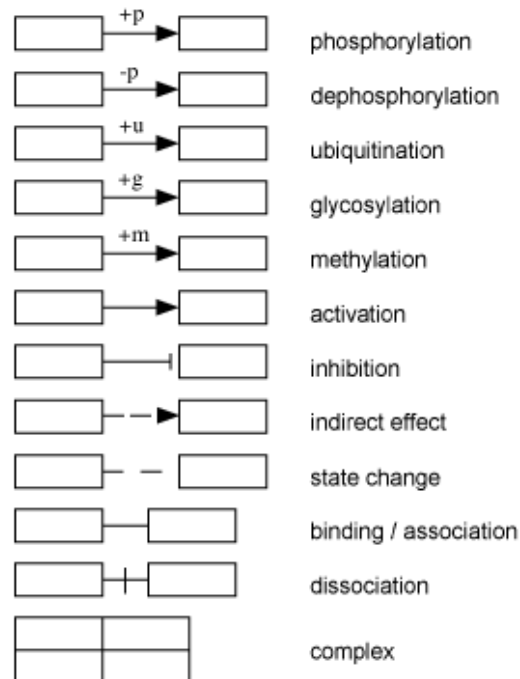 +p phosphorylation
-p dephosphorylation
+u ubiquitination
+g glycosylation
+m methylation
activation
inhibition
indirect effect
state change
binding / association
dissociation
complex